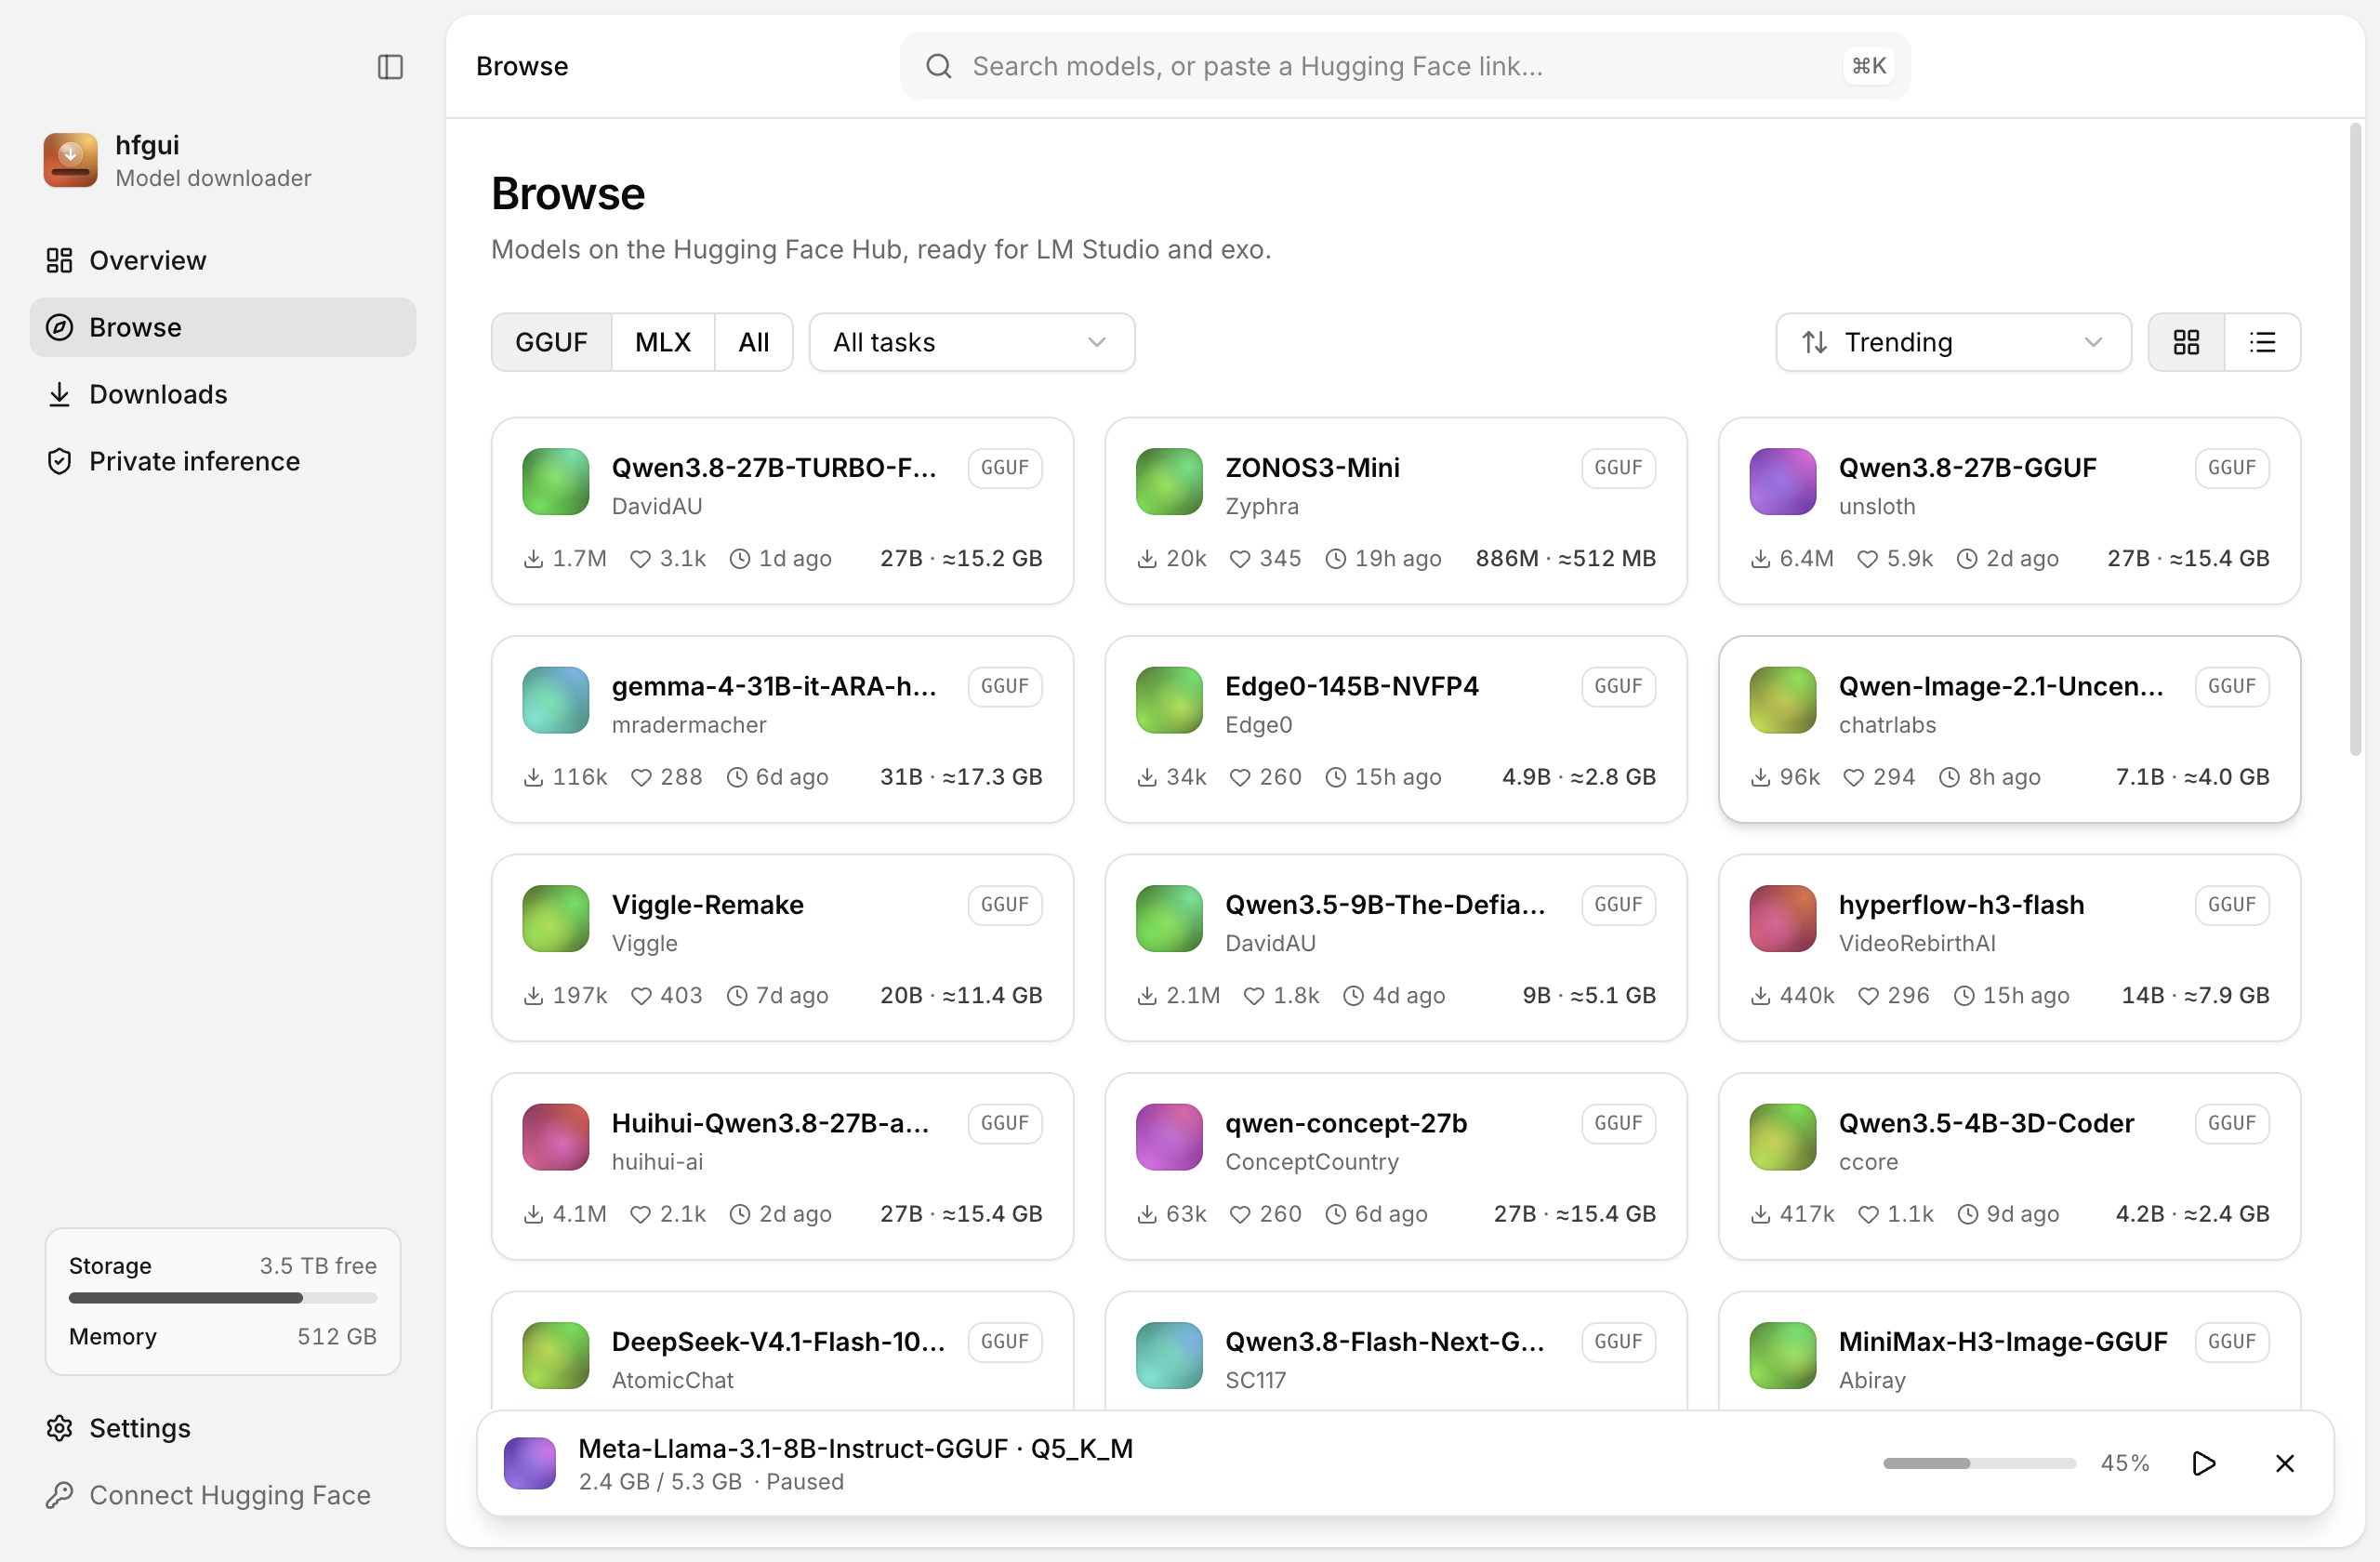 hfgui
Model downloader
Overview
Browse
Downloads
Private inference
Storage 3.5 TB free
Memory 512 GB
Settings
Connect Hugging Face
Browse
Search models, or paste a Hugging Face link...
⌘K
Browse
Models on the Hugging Face Hub, ready for LM Studio and exo.
GGUF MLX All All tasks Trending
Qwen3.8-27B-TURBO-F... GGUF
DavidAU
1.7M 3.1k 1d ago 27B · ≈15.2 GB
ZONOS3-Mini GGUF
Zyphra
20k 345 19h ago 886M · ≈512 MB
Qwen3.8-27B-GGUF GGUF
unsloth
6.4M 5.9k 2d ago 27B · ≈15.4 GB
gemma-4-31B-it-ARA-h... GGUF
mradermacher
116k 288 6d ago 31B · ≈17.3 GB
Edge0-145B-NVFP4 GGUF
Edge0
34k 260 15h ago 4.9B · ≈2.8 GB
Qwen-Image-2.1-Uncen... GGUF
chatrlabs
96k 294 8h ago 7.1B · ≈4.0 GB
Viggle-Remake GGUF
Viggle
197k 403 7d ago 20B · ≈11.4 GB
Qwen3.5-9B-The-Defia... GGUF
DavidAU
2.1M 1.8k 4d ago 9B · ≈5.1 GB
hyperflow-h3-flash GGUF
VideoRebirthAI
440k 296 15h ago 14B · ≈7.9 GB
Huihui-Qwen3.8-27B-a... GGUF
huihui-ai
4.1M 2.1k 2d ago 27B · ≈15.4 GB
qwen-concept-27b GGUF
ConceptCountry
63k 260 6d ago 27B · ≈15.4 GB
Qwen3.5-4B-3D-Coder GGUF
ccore
417k 1.1k 9d ago 4.2B · ≈2.4 GB
DeepSeek-V4.1-Flash-10... GGUF
AtomicChat
Qwen3.8-Flash-Next-G... GGUF
SC117
MiniMax-H3-Image-GGUF GGUF
Abiray
Meta-Llama-3.1-8B-Instruct-GGUF · Q5_K_M
2.4 GB / 5.3 GB · Paused
45%